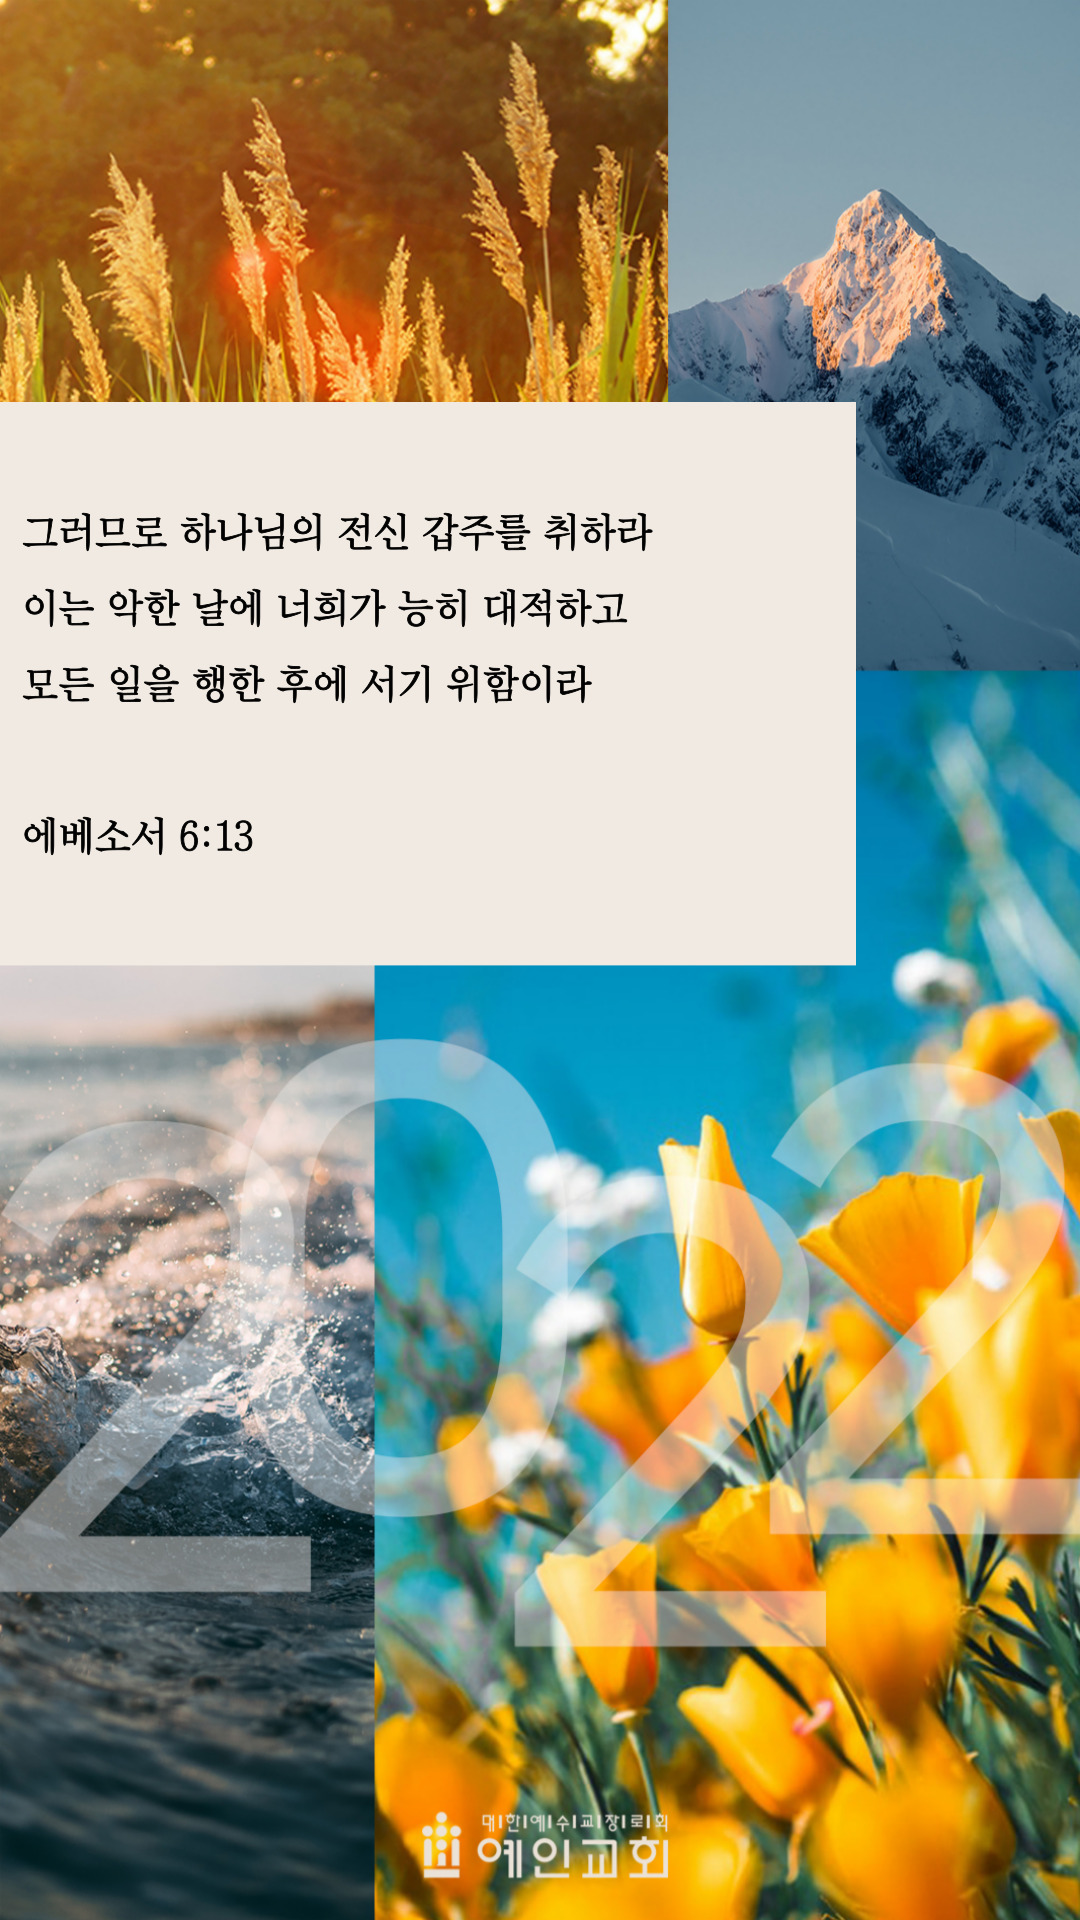 그러므로 하나님의 전신 갑주를 취하라
이는 악한 날에 너희가 능히 대적하고
모든 일을 행한 후에 서기 위함이라
에베소서 6:13
2022
대한예수교장로회
예인교회